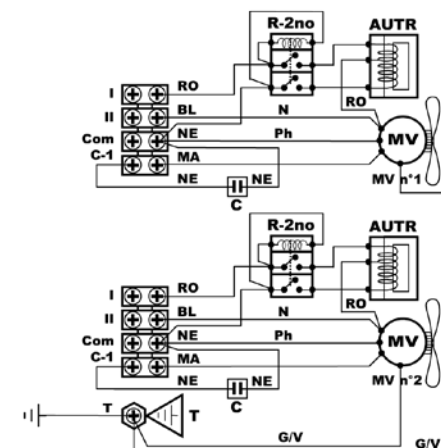 R-2no AUTR
I RO
II BL N RO
Com NE Ph MV
C-1 MA
NE NE MV n°1
C
R-2no AUTR
I RO
II BL N RO
Com NE Ph MV
C-1 MA
NE NE MV n°2
C
T T
G/V G/V